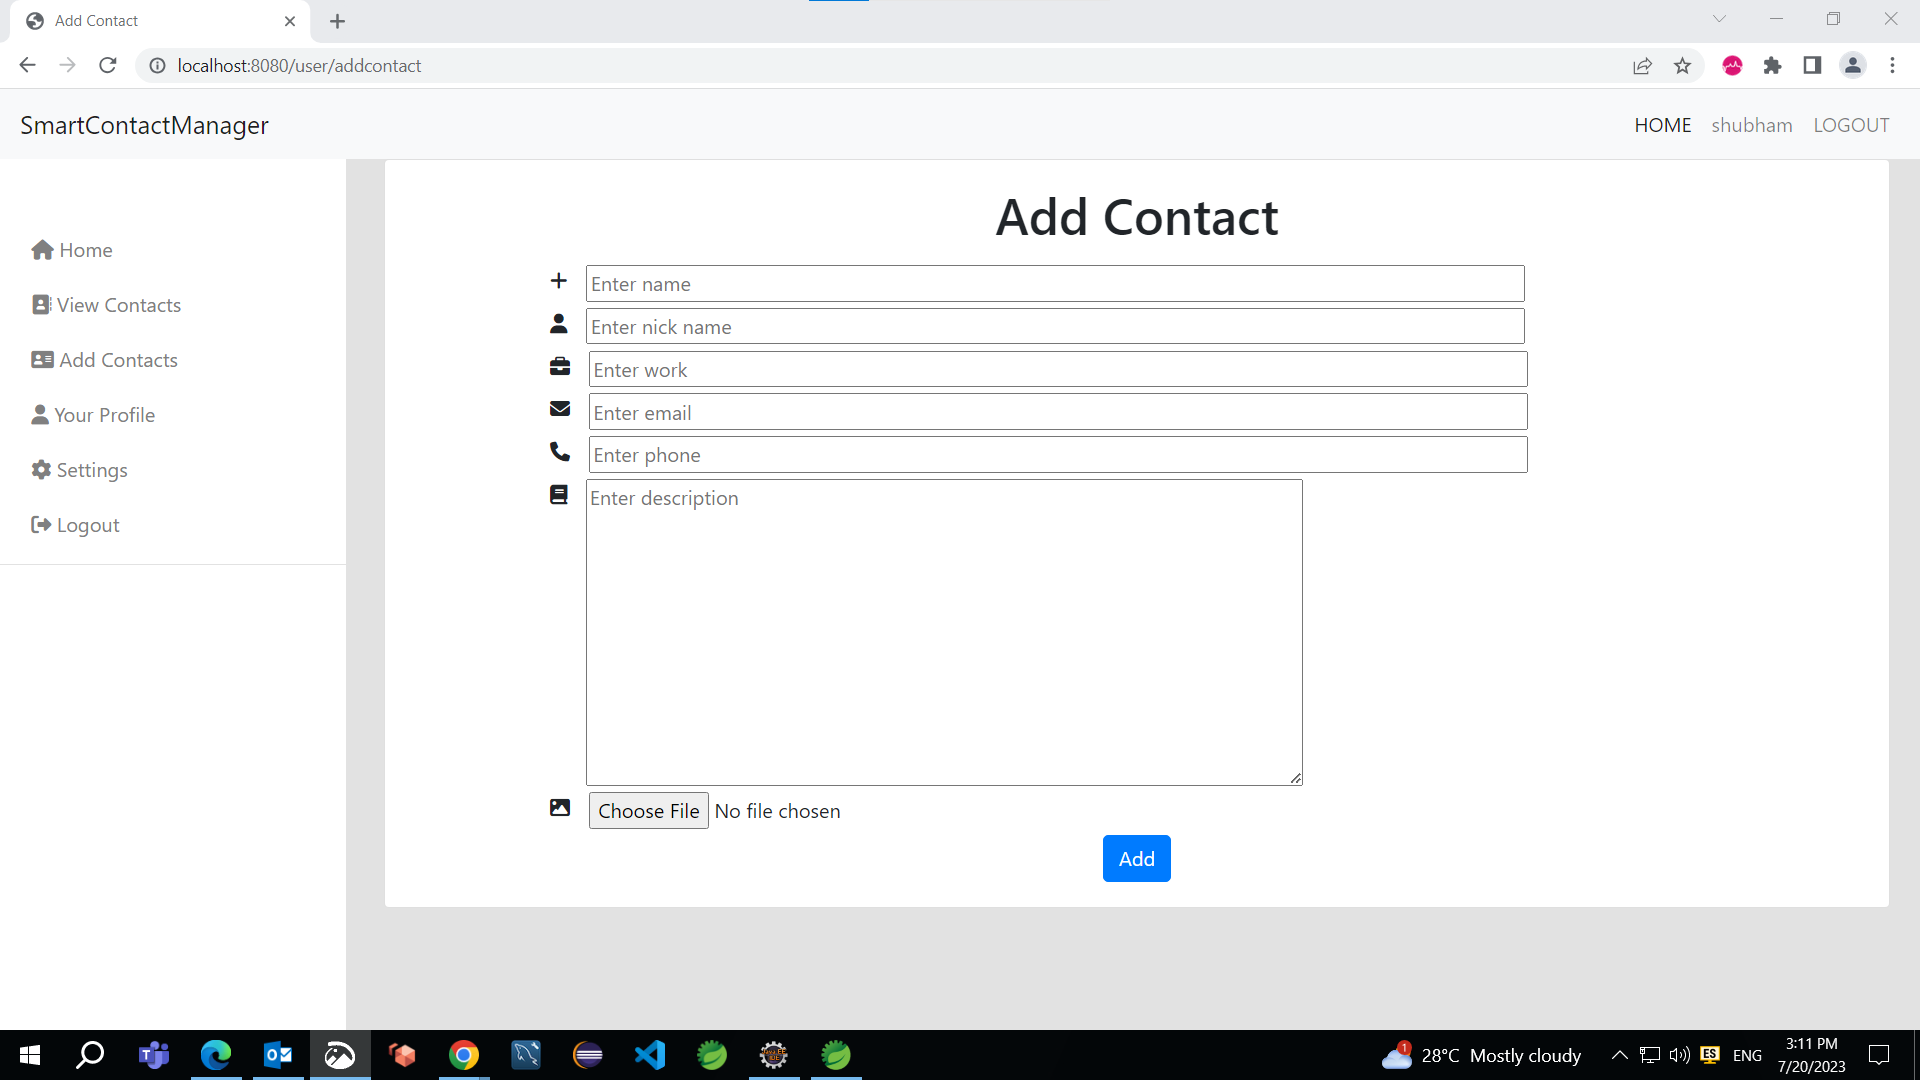 Add Contact
localhost:8080/user/addcontact
SmartContactManager
HOME shubham LOGOUT
Home
View Contacts
Add Contacts
Your Profile
Settings
Logout
Add Contact
Enter name
Enter nick name
Enter work
Enter email
Enter phone
Enter description
Choose File No file chosen
Add
1
28°C Mostly cloudy
ES
ENG
3:11 PM
7/20/2023